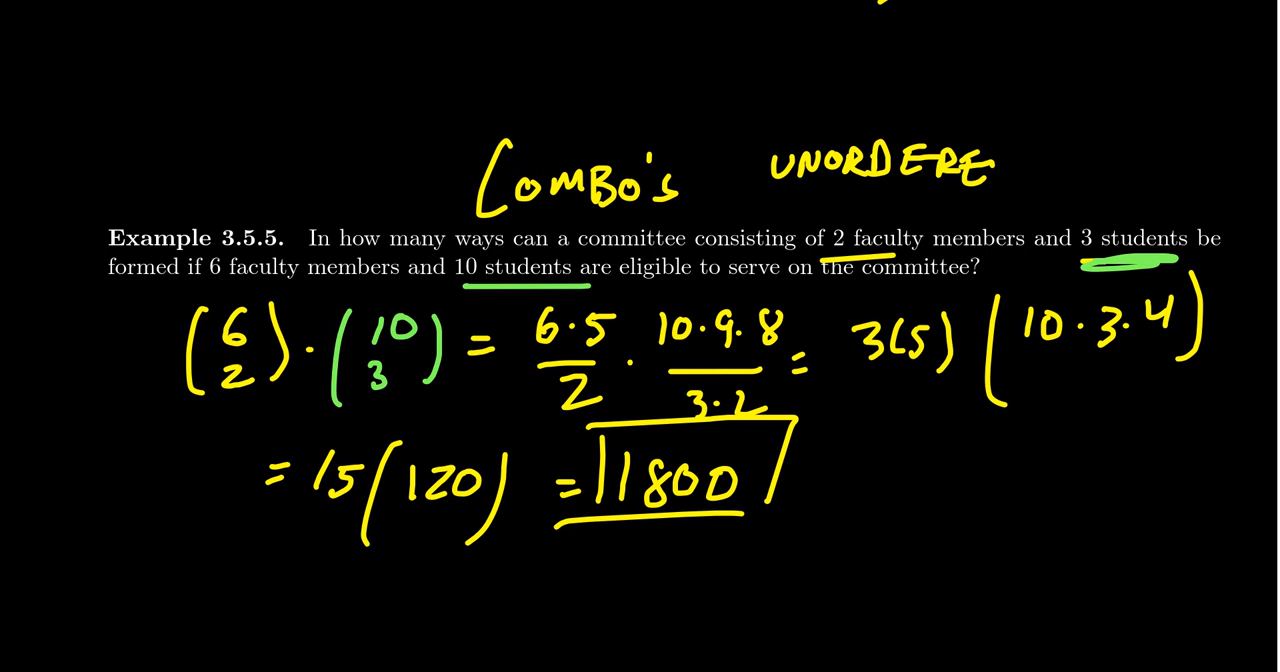 COMBO'S UNORDERE
Example 3.5.5. In how many ways can a committee consisting of 2 faculty members and 3 students be
formed if 6 faculty members and 10 students are eligible to serve on the committee?
(6 2) · (10 3) = 6·5/2 · 10·9·8/3·2 = 3(5) (10·3·4)
= 15(120) = 1800